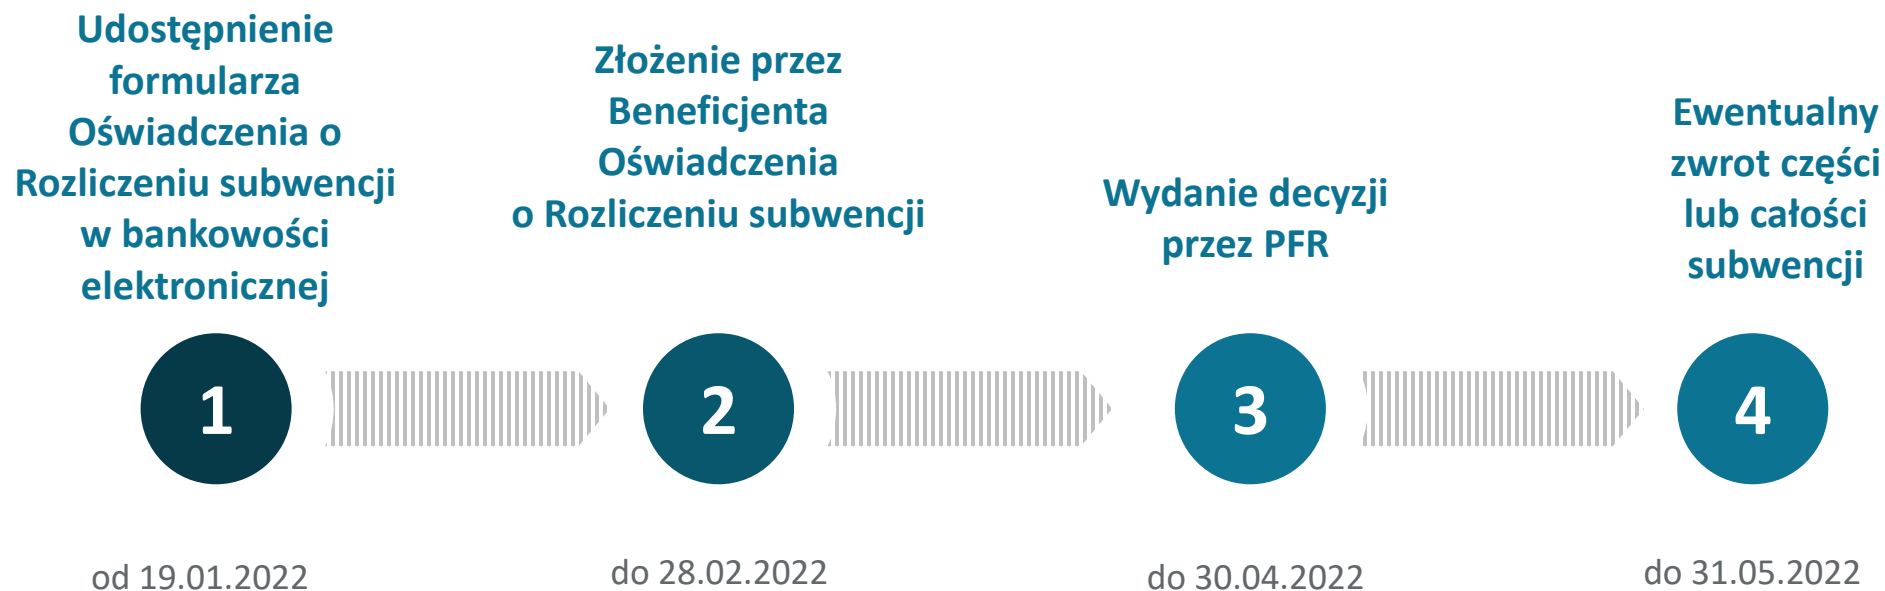 Udostępnienie
formularza
Oświadczenia o
Rozliczeniu subwencji
w bankowości
elektronicznej
Złożenie przez
Beneficjenta
Oświadczenia
o Rozliczeniu subwencji
Wydanie decyzji
przez PFR
Ewentualny
zwrot części
lub całości
subwencji
1
2
3
4
od 19.01.2022
do 28.02.2022
do 30.04.2022
do 31.05.2022